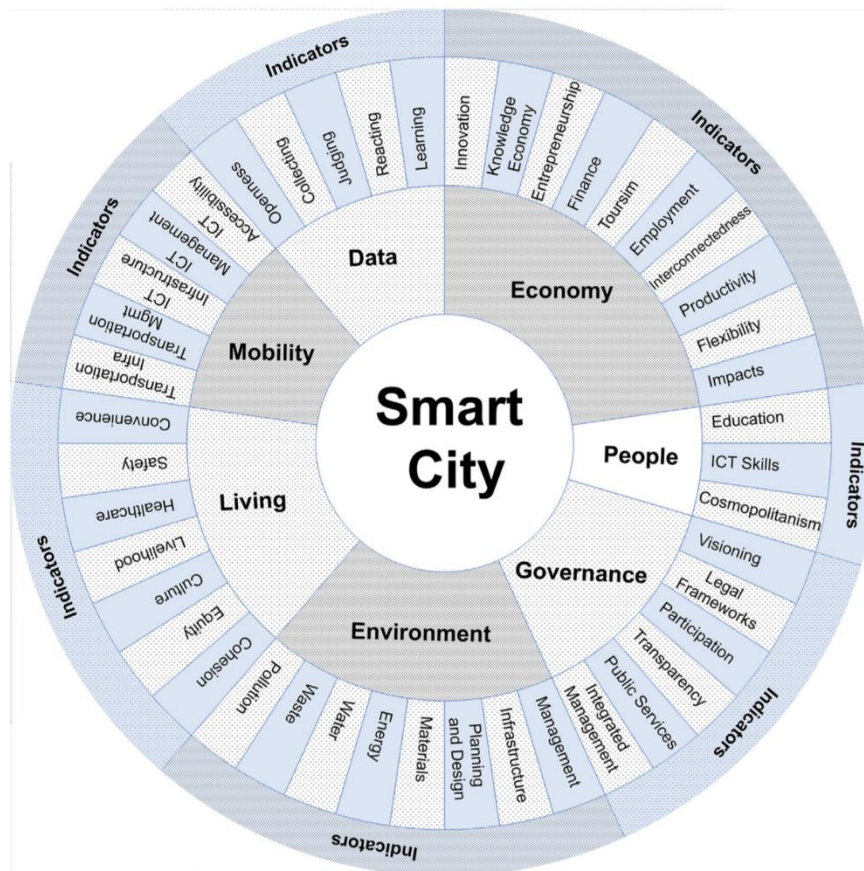 Smart
City
Economy
People
Governance
Environment
Living
Mobility
Data
Indicators
Innovation
Knowledge
Economy
Entrepreneurship
Finance
Toursim
Employment
Interconnectedness
Productivity
Flexibility
Impacts
Indicators
Education
ICT Skills
Cosmopolitanism
Indicators
Visioning
Legal
Frameworks
Participation
Transparency
Public Services
Integrated
Management
Indicators
Management
Infrastructure
Planning
and Design
Materials
Energy
Water
Waste
Pollution
Indicators
Cohesion
Equity
Culture
Livelihood
Healthcare
Safety
Convenience
Indicators
Transportation
Infra
Transportation
Mgmt
ICT
Infrastructure
ICT
Management
ICT
Accessibility
Indicators
Openness
Collecting
Judging
Reacting
Learning